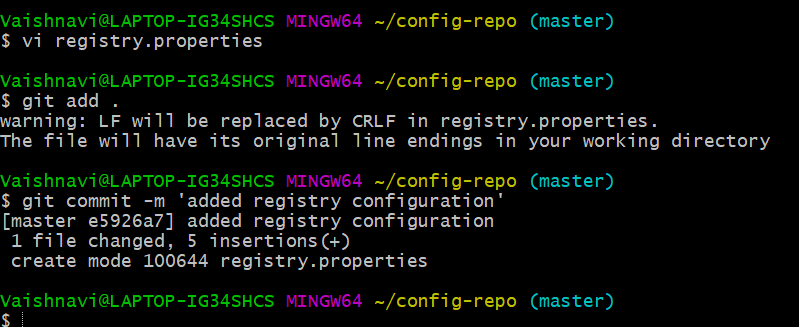 Vaishnavi@LAPTOP-IG34SHCS MINGW64 ~/config-repo (master)
$ vi registry.properties
Vaishnavi@LAPTOP-IG34SHCS MINGW64 ~/config-repo (master)
$ git add .
warning: LF will be replaced by CRLF in registry.properties.
The file will have its original line endings in your working directory
Vaishnavi@LAPTOP-IG34SHCS MINGW64 ~/config-repo (master)
$ git commit -m 'added registry configuration'
[master e5926a7] added registry configuration
 1 file changed, 5 insertions(+)
 create mode 100644 registry.properties
Vaishnavi@LAPTOP-IG34SHCS MINGW64 ~/config-repo (master)
$